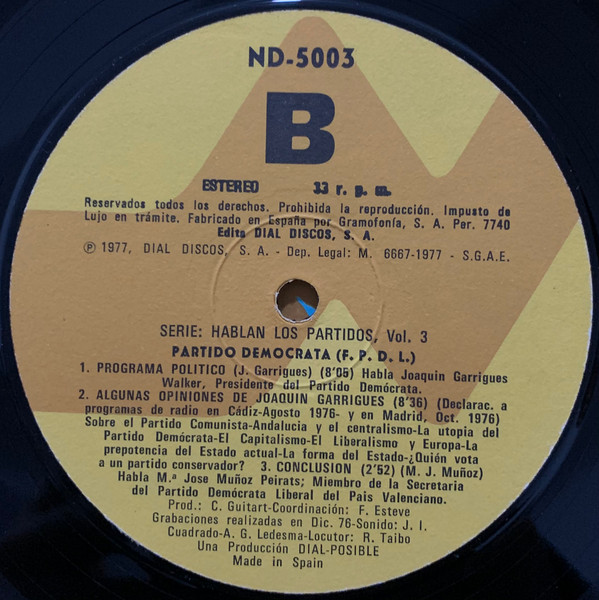 ND-5003
B
ESTEREO 33 r. p. m.
Reservados todos los derechos. Prohibida la reproducción. Impuesto de
Lujo en trámite. Fabricado en España por Gramofonía, S. A. Per. 7740
Edita DIAL DISCOS, S. A.
Ⓟ 1977, DIAL DISCOS, S. A. - Dep. Legal: M. 6667-1977 - S.G.A.E.
SERIE: HABLAN LOS PARTIDOS, Vol. 3
PARTIDO DEMOCRATA (F. P. D. L.)
1. PROGRAMA POLITICO (J. Garrigues) (8'05) Habla Joaquin Garrigues
Walker, Presidente del Partido Demócrata.
2. ALGUNAS OPINIONES DE JOAQUIN GARRIGUES (8'36) (Declarac. a
programas de radio en Cádiz-Agosto 1976- y en Madrid, Oct. 1976)
Sobre el Partido Comunista-Andalucia y el centralismo-La utopia del
Partido Demócrata-El Capitalismo-El Liberalismo y Europa-La
prepotencia del Estado actual-La forma del Estado-¿Quién vota
a un partido conservador? 3. CONCLUSION (2'52) (M. J. Muñoz)
Habla M.ª Jose Muñoz Peirats; Miembro de la Secretaria
del Partido Demócrata Liberal del Pais Valenciano.
Prod.: C. Guitart-Coordinación: F. Esteve
Grabaciones realizadas en Dic. 76-Sonido: J. I.
Cuadrado-A. G. Ledesma-Locutor: R. Taibo
Una Producción DIAL-POSIBLE
Made in Spain